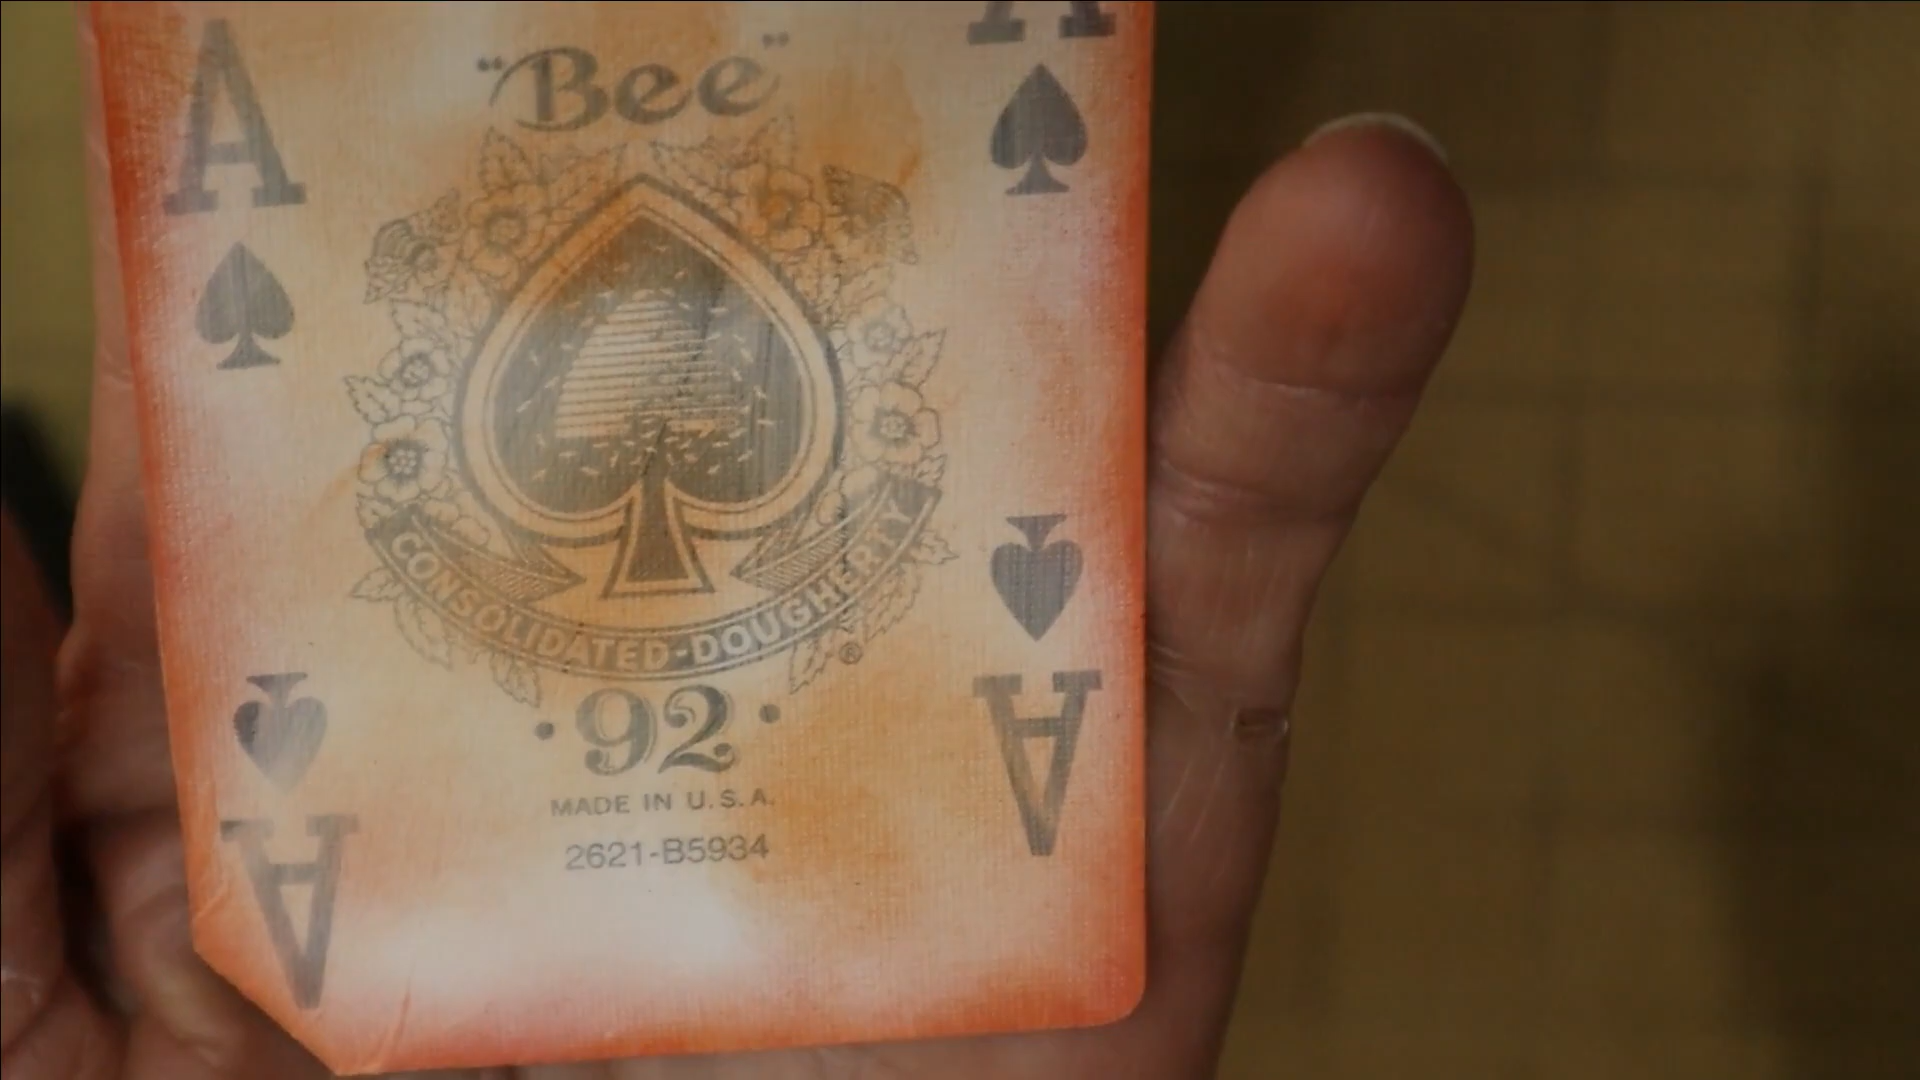 A
A
"Bee"
CONSOLIDATED-DOUGHERTY®
·92·
MADE IN U.S.A.
2621-B5934
A
A